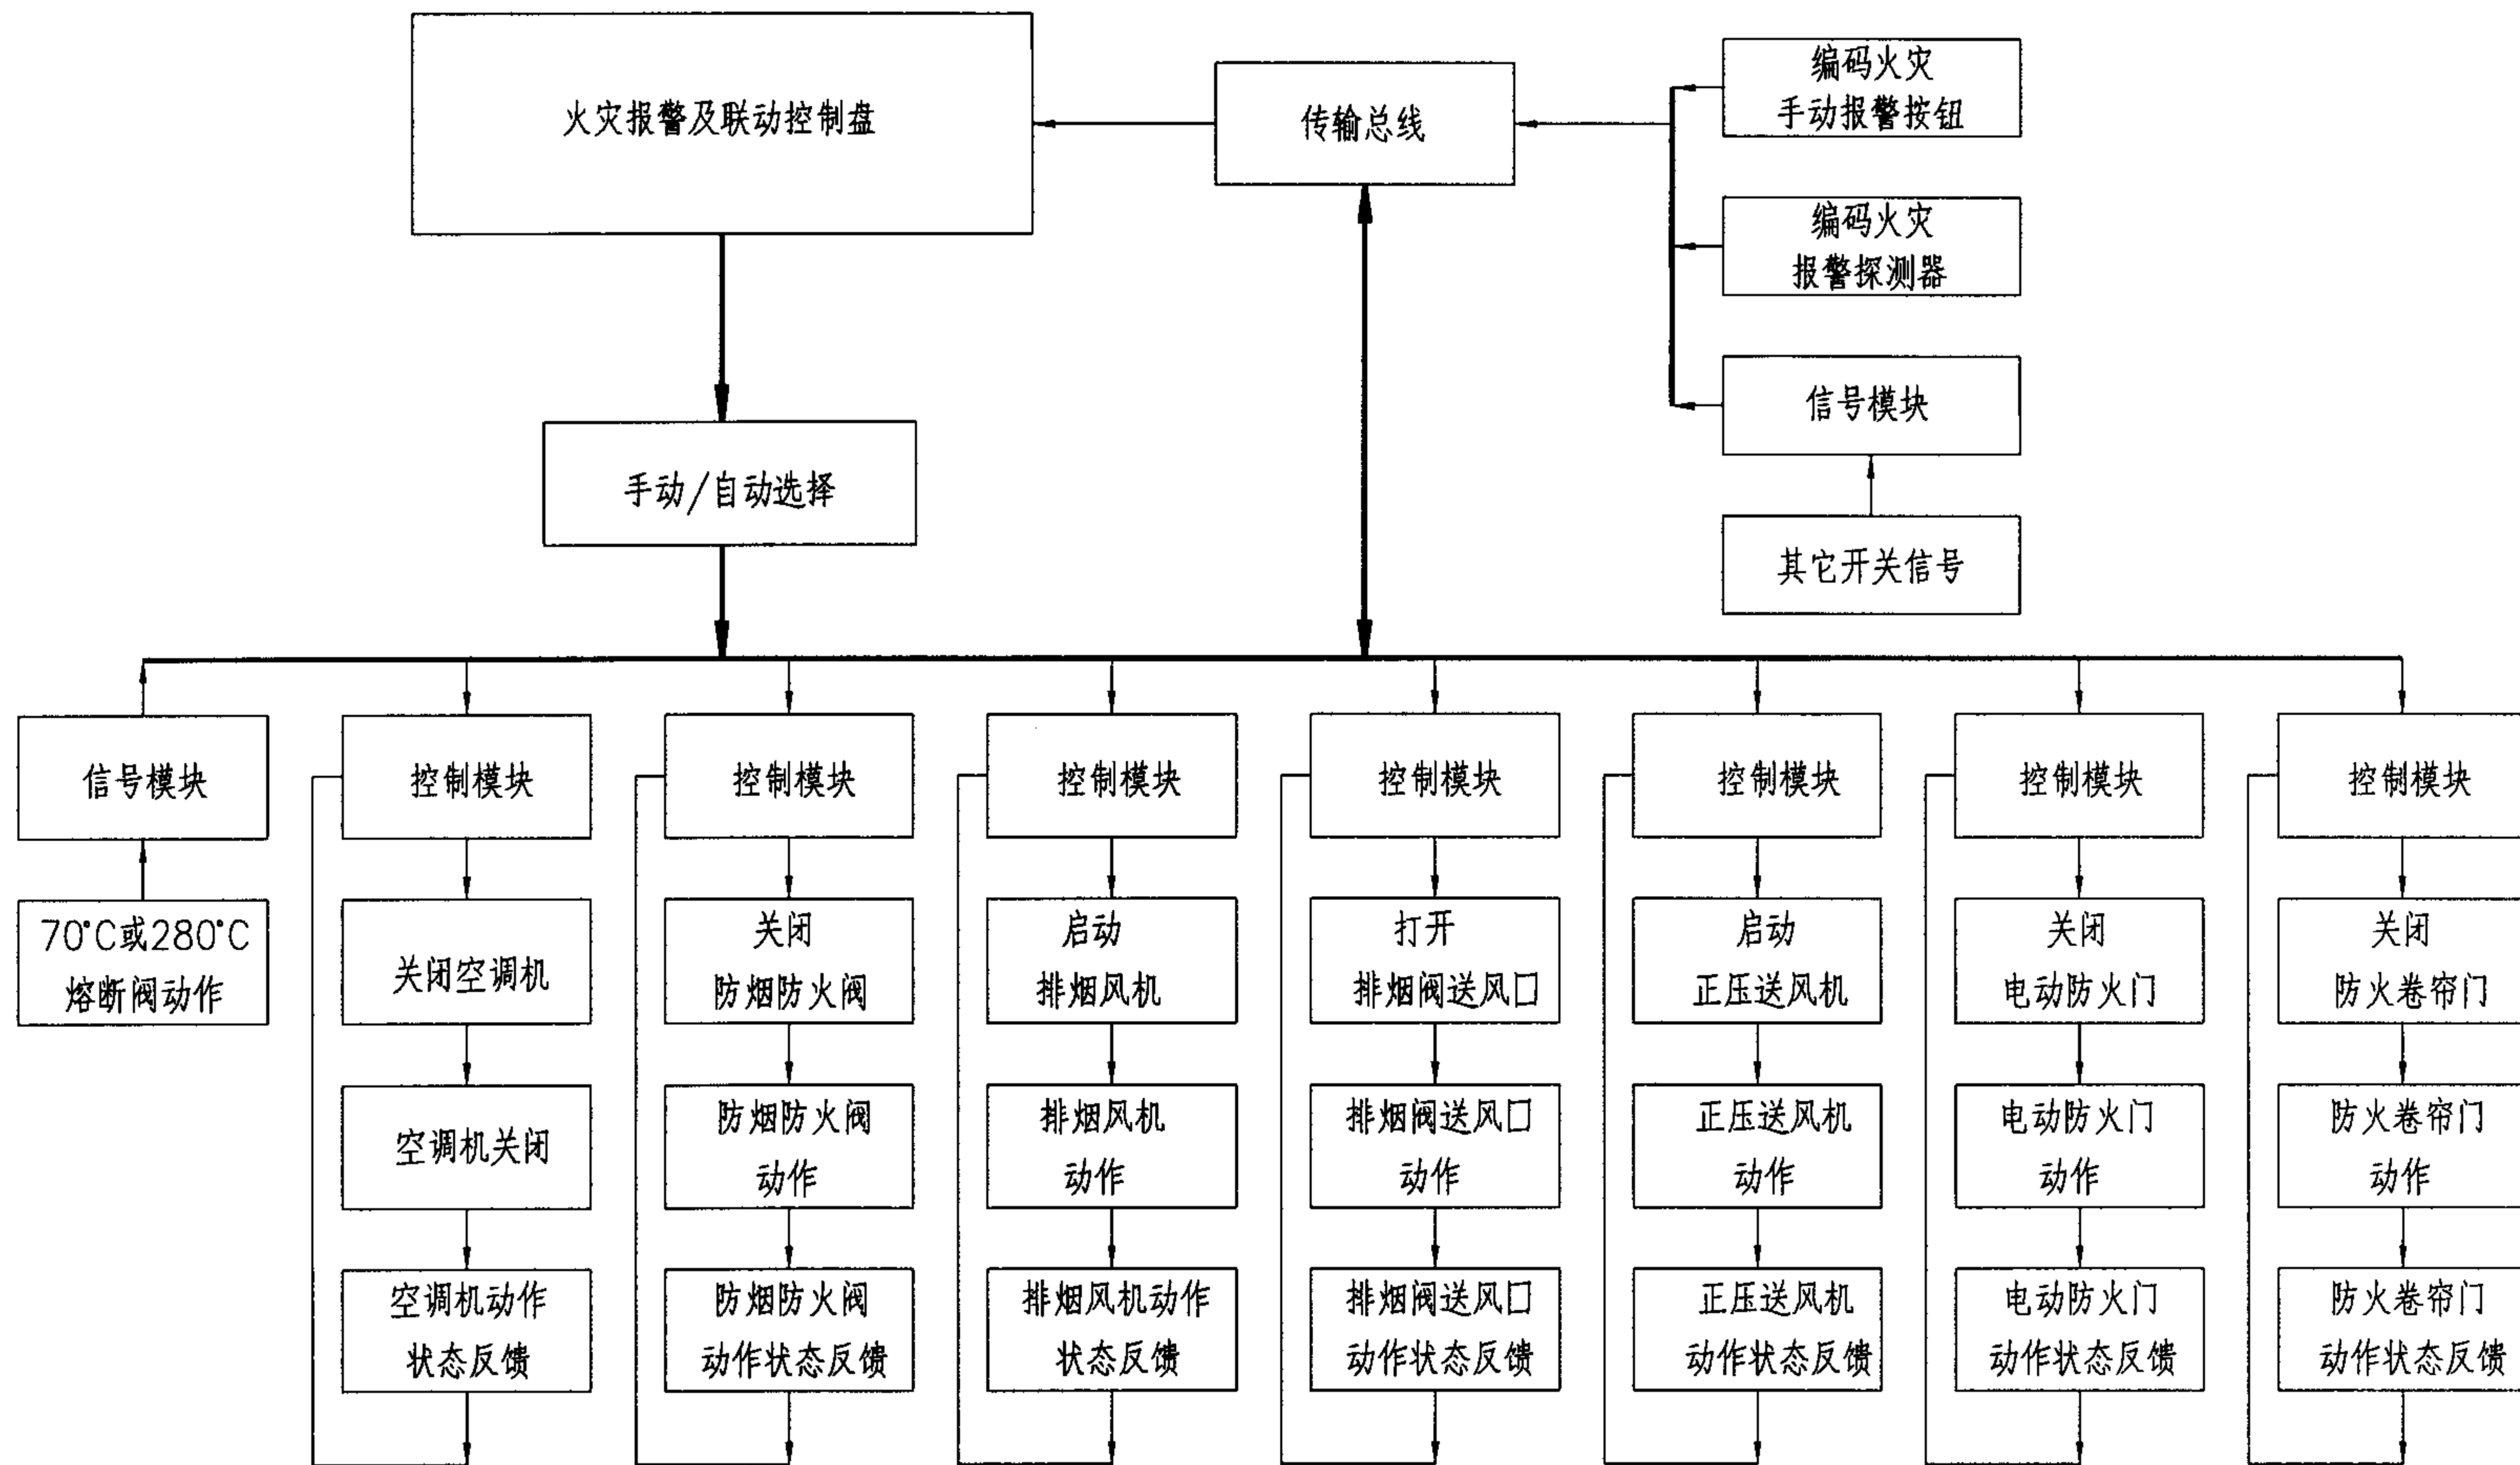 火灾报警及联动控制盘
传输总线
编码火灾
手动报警按钮
编码火灾
报警探测器
信号模块
手动/自动选择
其它开关信号
信号模块
控制模块
控制模块
控制模块
控制模块
控制模块
控制模块
控制模块
70°C或280°C
熔断阀动作
关闭空调机
关闭
防烟防火阀
启动
排烟风机
打开
排烟阀送风口
启动
正压送风机
关闭
电动防火门
关闭
防火卷帘门
空调机关闭
防烟防火阀
动作
排烟风机
动作
排烟阀送风口
动作
正压送风机
动作
电动防火门
动作
防火卷帘门
动作
空调机动作
状态反馈
防烟防火阀
动作状态反馈
排烟风机动作
状态反馈
排烟阀送风口
动作状态反馈
正压送风机
动作状态反馈
电动防火门
动作状态反馈
防火卷帘门
动作状态反馈